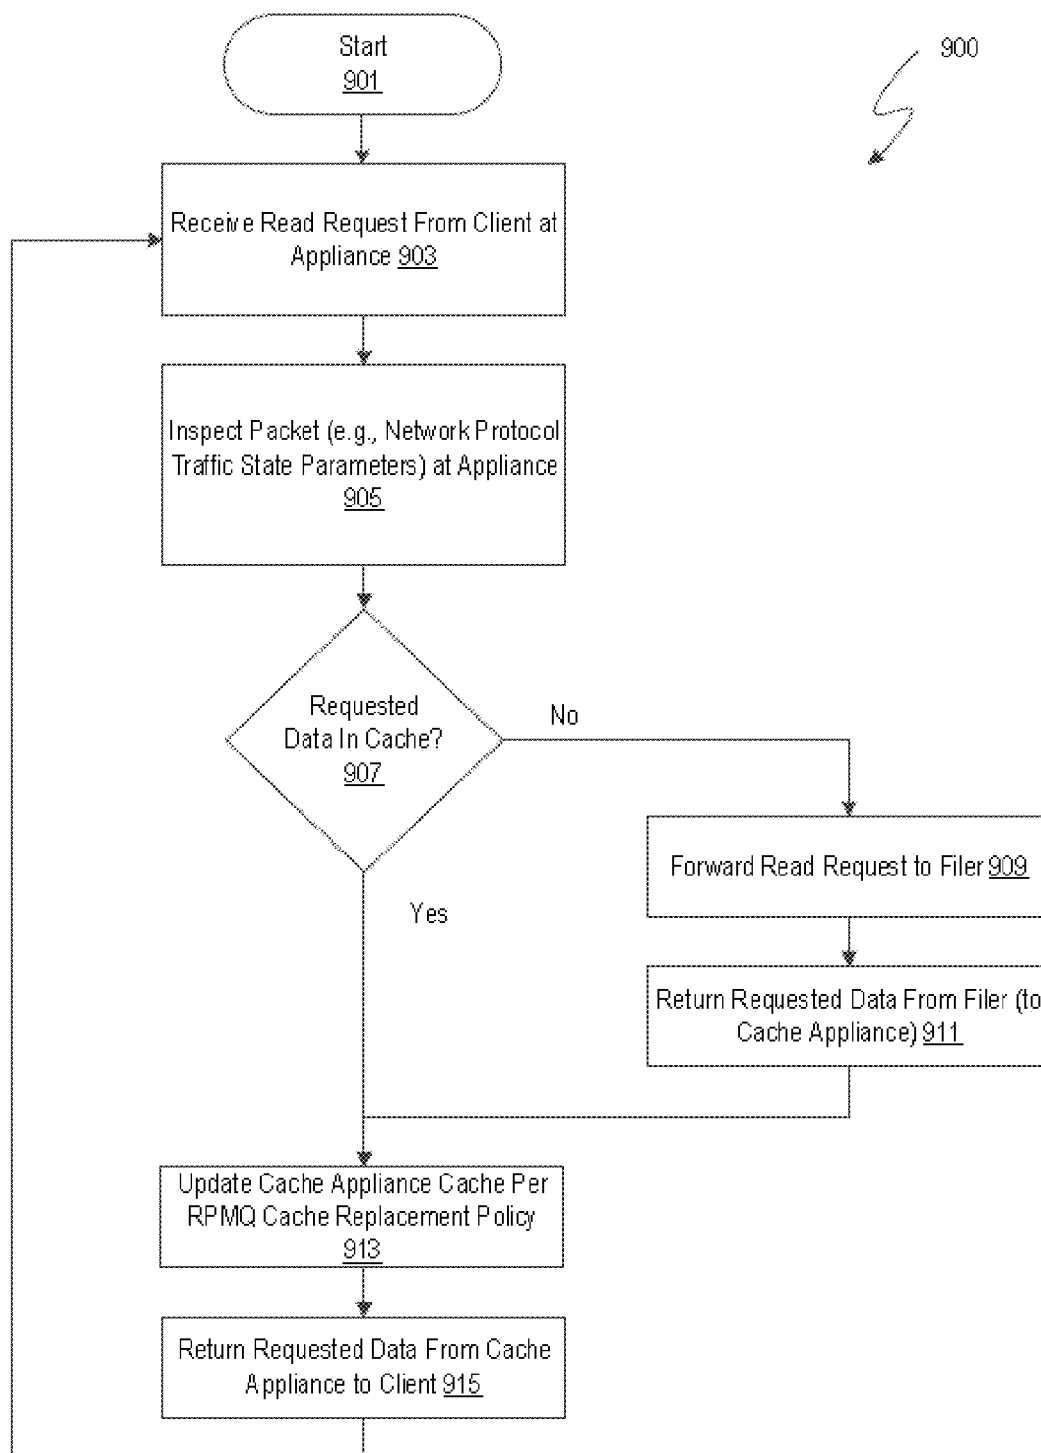 Start
901
900
Receive Read Request From Client at
Appliance 903
Inspect Packet (e.g., Network Protocol
Traffic State Parameters) at Appliance
905
Requested
Data In Cache?
907
No
Yes
Forward Read Request to Filer 909
Return Requested Data From Filer (to
Cache Appliance) 911
Update Cache Appliance Cache Per
RPMQ Cache Replacement Policy
913
Return Requested Data From Cache
Appliance to Client 915